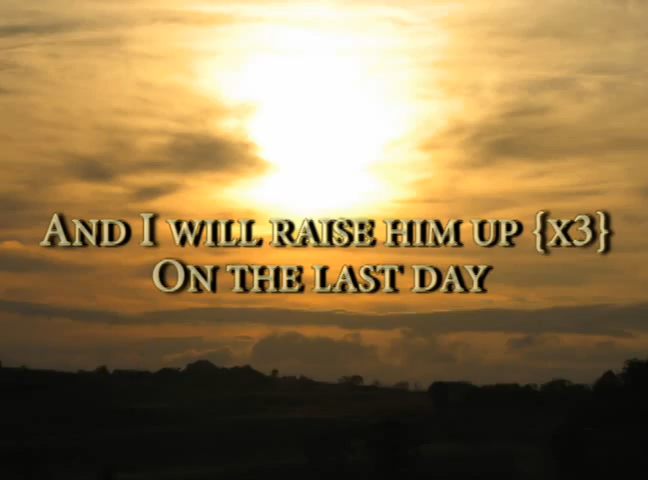 And I will raise him up {x3}
On the last day